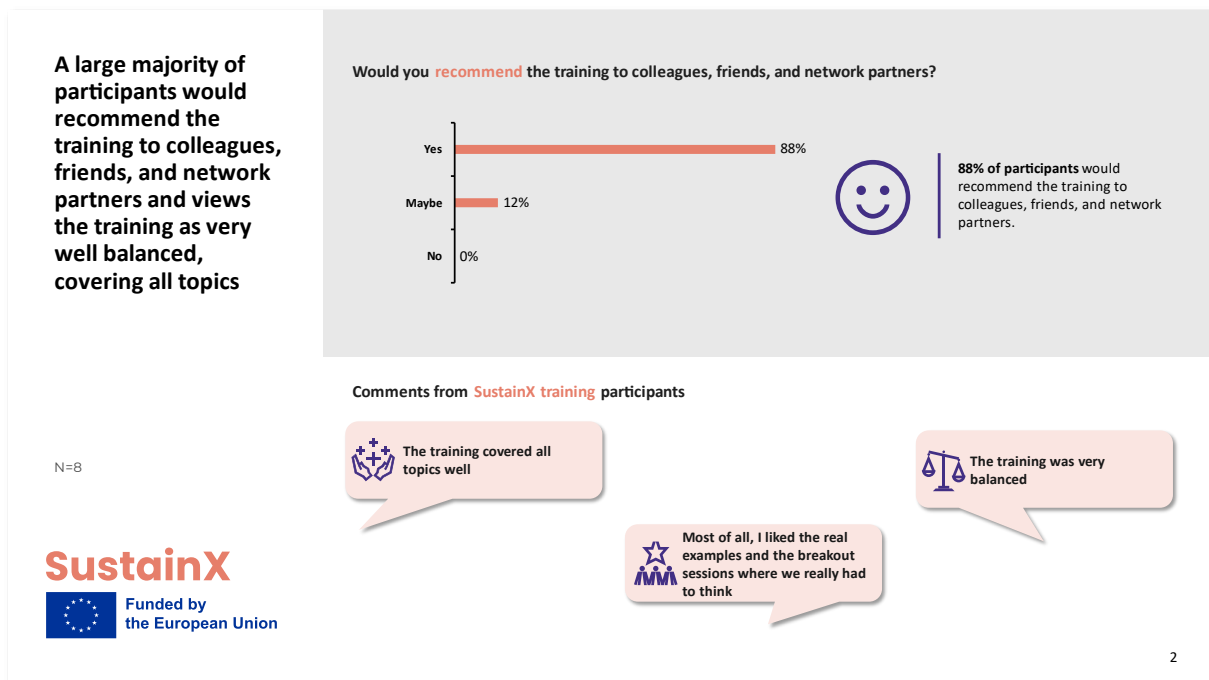 A large majority of
participants would
recommend the
training to colleagues,
friends, and network
partners and views
the training as very
well balanced,
covering all topics
N=8
SustainX
Funded by
the European Union
Would you recommend the training to colleagues, friends, and network partners?
Yes 88%
Maybe 12%
No 0%
88% of participants would
recommend the training to
colleagues, friends, and network
partners.
Comments from SustainX training participants
The training covered all
topics well
Most of all, I liked the real
examples and the breakout
sessions where we really had
to think
The training was very
balanced
2